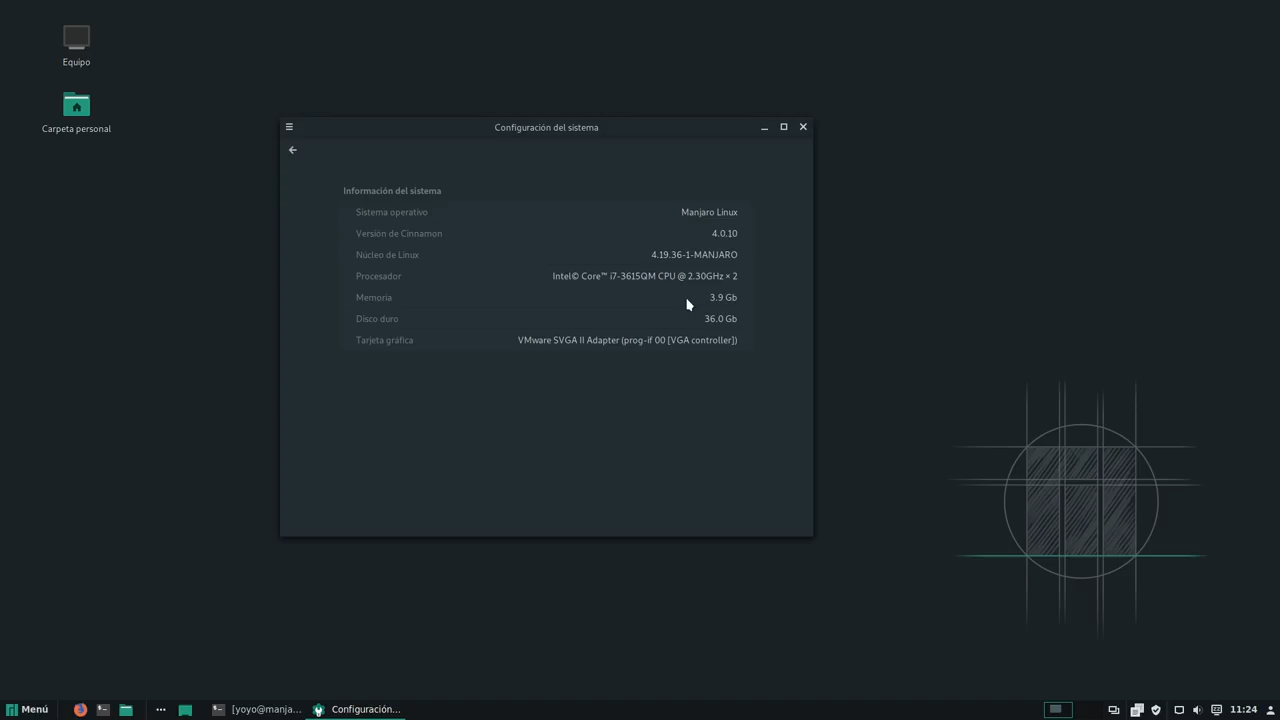 Equipo
Carpeta personal
Configuración del sistema
Información del sistema
Sistema operativo Manjaro Linux
Versión de Cinnamon 4.0.10
Núcleo de Linux 4.19.36-1-MANJARO
Procesador Intel© Core™ i7-3615QM CPU @ 2.30GHz × 2
Memoria 3.9 Gb
Disco duro 36.0 Gb
Tarjeta gráfica VMware SVGA II Adapter (prog-if 00 [VGA controller])
Menú [yoyo@manja... Configuración... 11:24